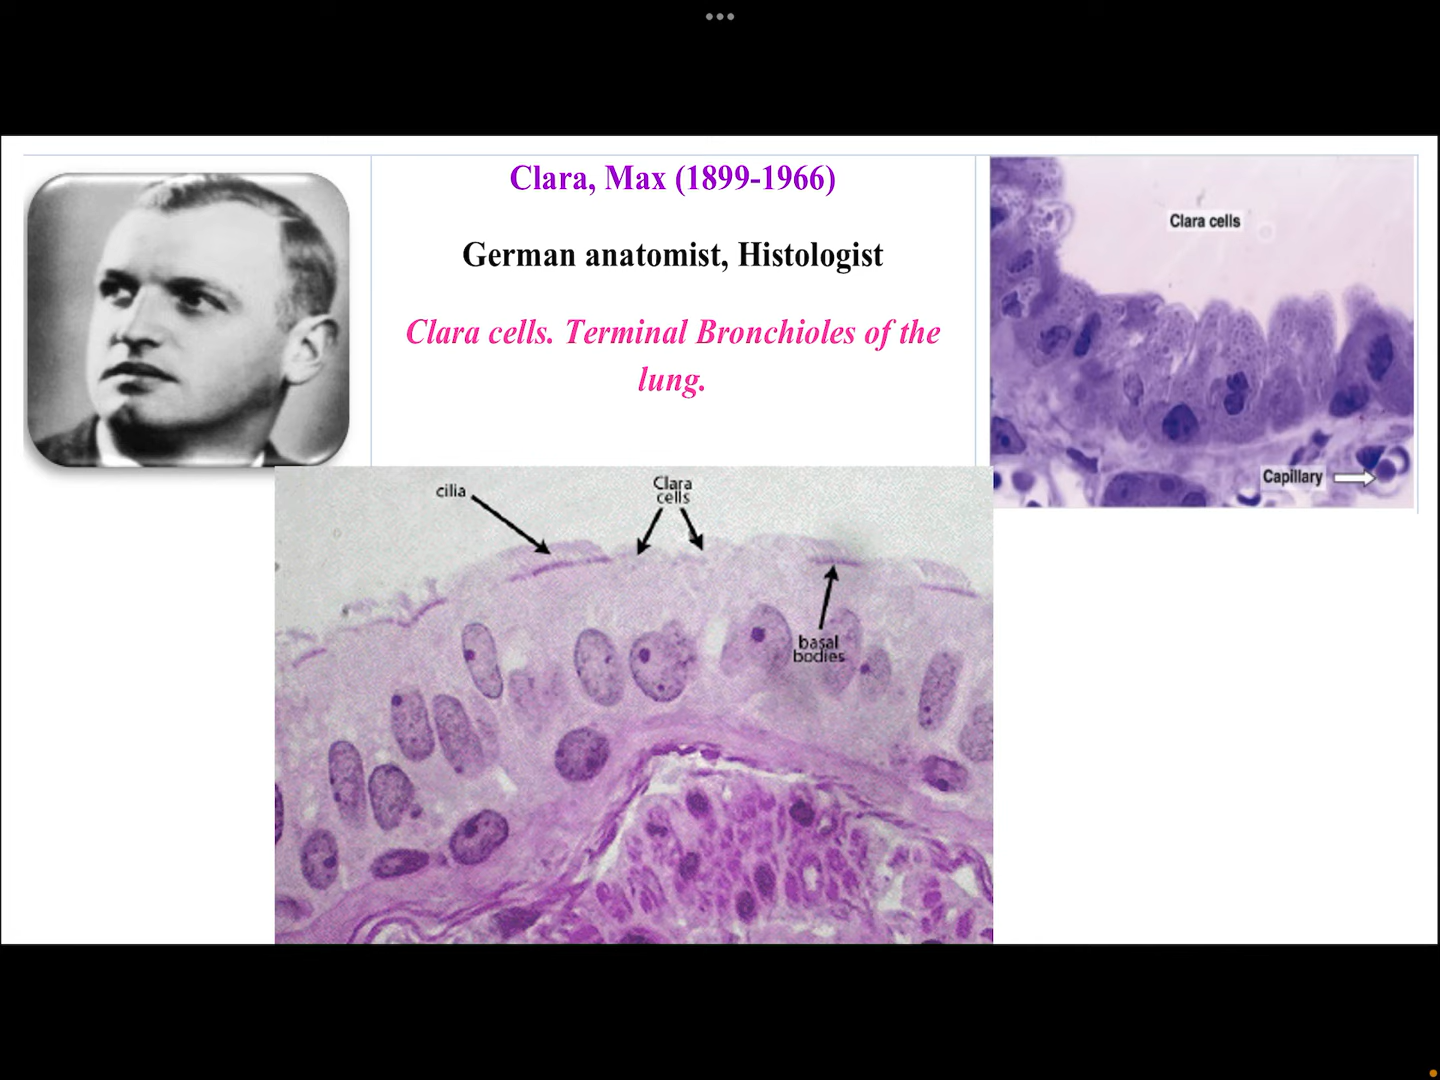 Clara, Max (1899-1966)
German anatomist, Histologist
Clara cells. Terminal Bronchioles of the
lung.
Clara cells
Capillary
cilia
Clara
cells
basal
bodies